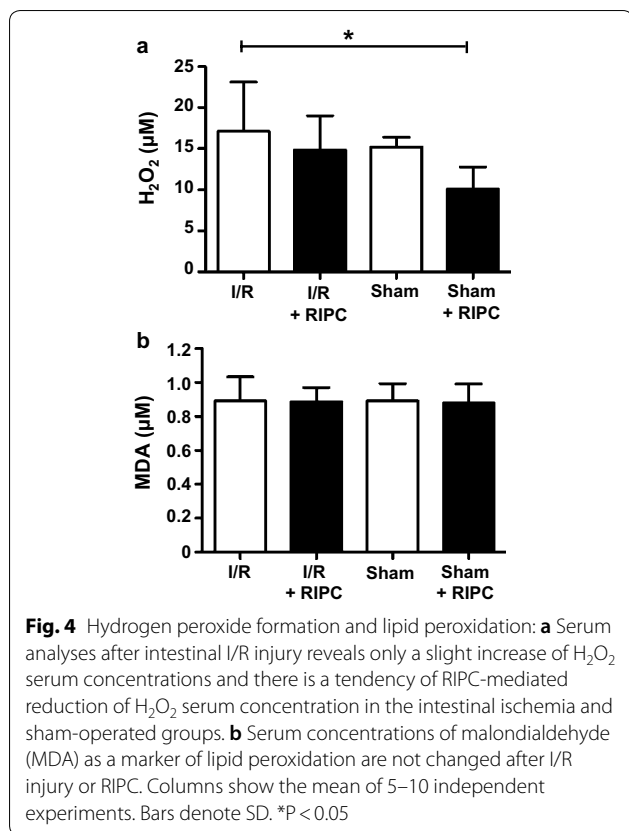 a
*
25
20
15
10
5
0
H₂O₂ (µM)
I/R
I/R
+ RIPC
Sham
Sham
+ RIPC
b
1.2
1.0
0.8
0.6
0.4
0.2
0
MDA (µM)
I/R
I/R
+ RIPC
Sham
Sham
+ RIPC
Fig. 4 Hydrogen peroxide formation and lipid peroxidation: a Serum
analyses after intestinal I/R injury reveals only a slight increase of H₂O₂
serum concentrations and there is a tendency of RIPC-mediated
reduction of H₂O₂ serum concentration in the intestinal ischemia and
sham-operated groups. b Serum concentrations of malondialdehyde
(MDA) as a marker of lipid peroxidation are not changed after I/R
injury or RIPC. Columns show the mean of 5–10 independent
experiments. Bars denote SD. *P < 0.05